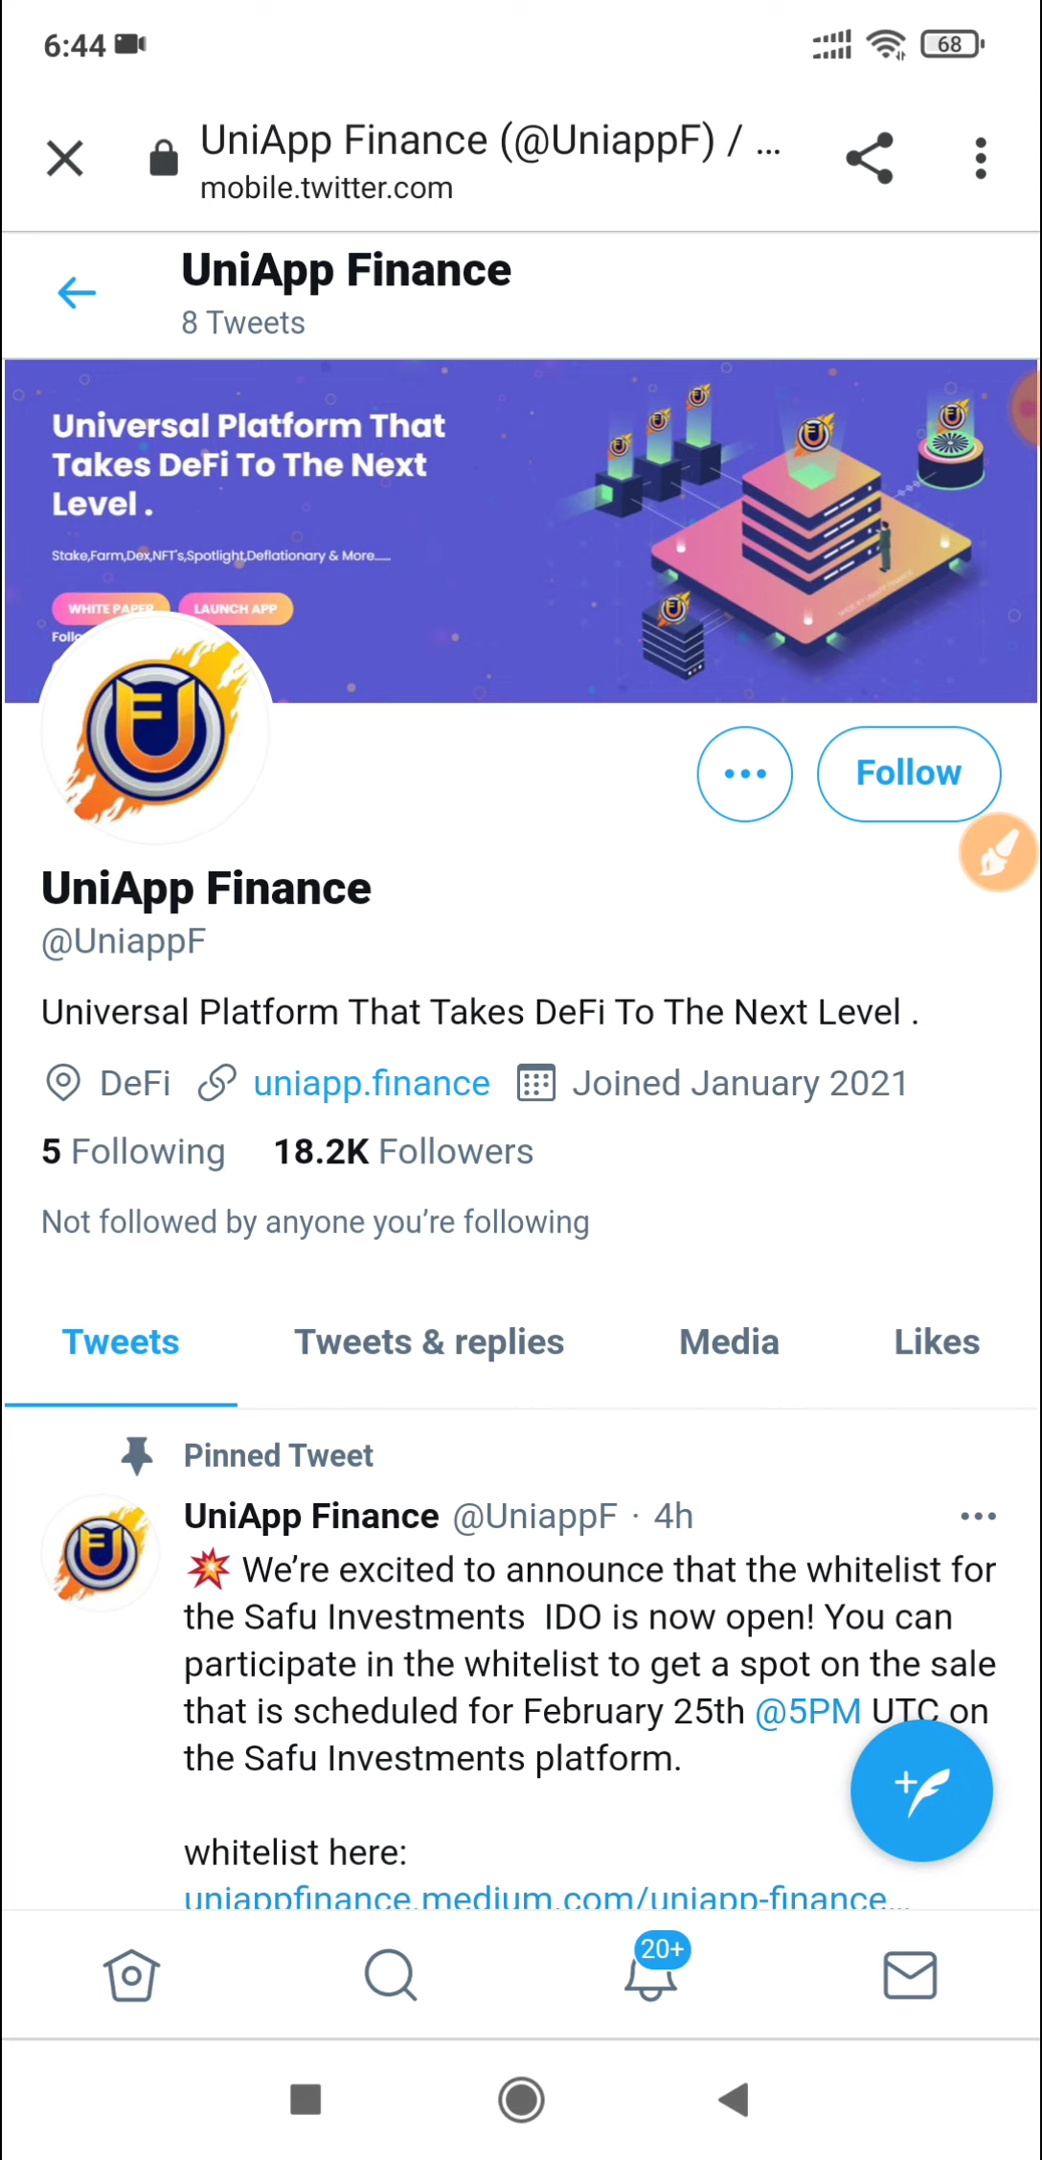 6:44
68
UniApp Finance (@UniappF) / ...
mobile.twitter.com
UniApp Finance
8 Tweets
Universal Platform That
Takes DeFi To The Next
Level .
Stake,Farm,Dex,NFT's,Spotlight,Deflationary & More.....
WHITE PAPER
LAUNCH APP
Follow
UniApp Finance
@UniappF
Universal Platform That Takes DeFi To The Next Level .
DeFi uniapp.finance Joined January 2021
5 Following 18.2K Followers
Not followed by anyone you're following
Tweets Tweets & replies Media Likes
Pinned Tweet
UniApp Finance @UniappF · 4h
💥 We're excited to announce that the whitelist for
the Safu Investments IDO is now open! You can
participate in the whitelist to get a spot on the sale
that is scheduled for February 25th @5PM UTC on
the Safu Investments platform.
whitelist here:
uniappfinance.medium.com/uniapp-finance...
20+